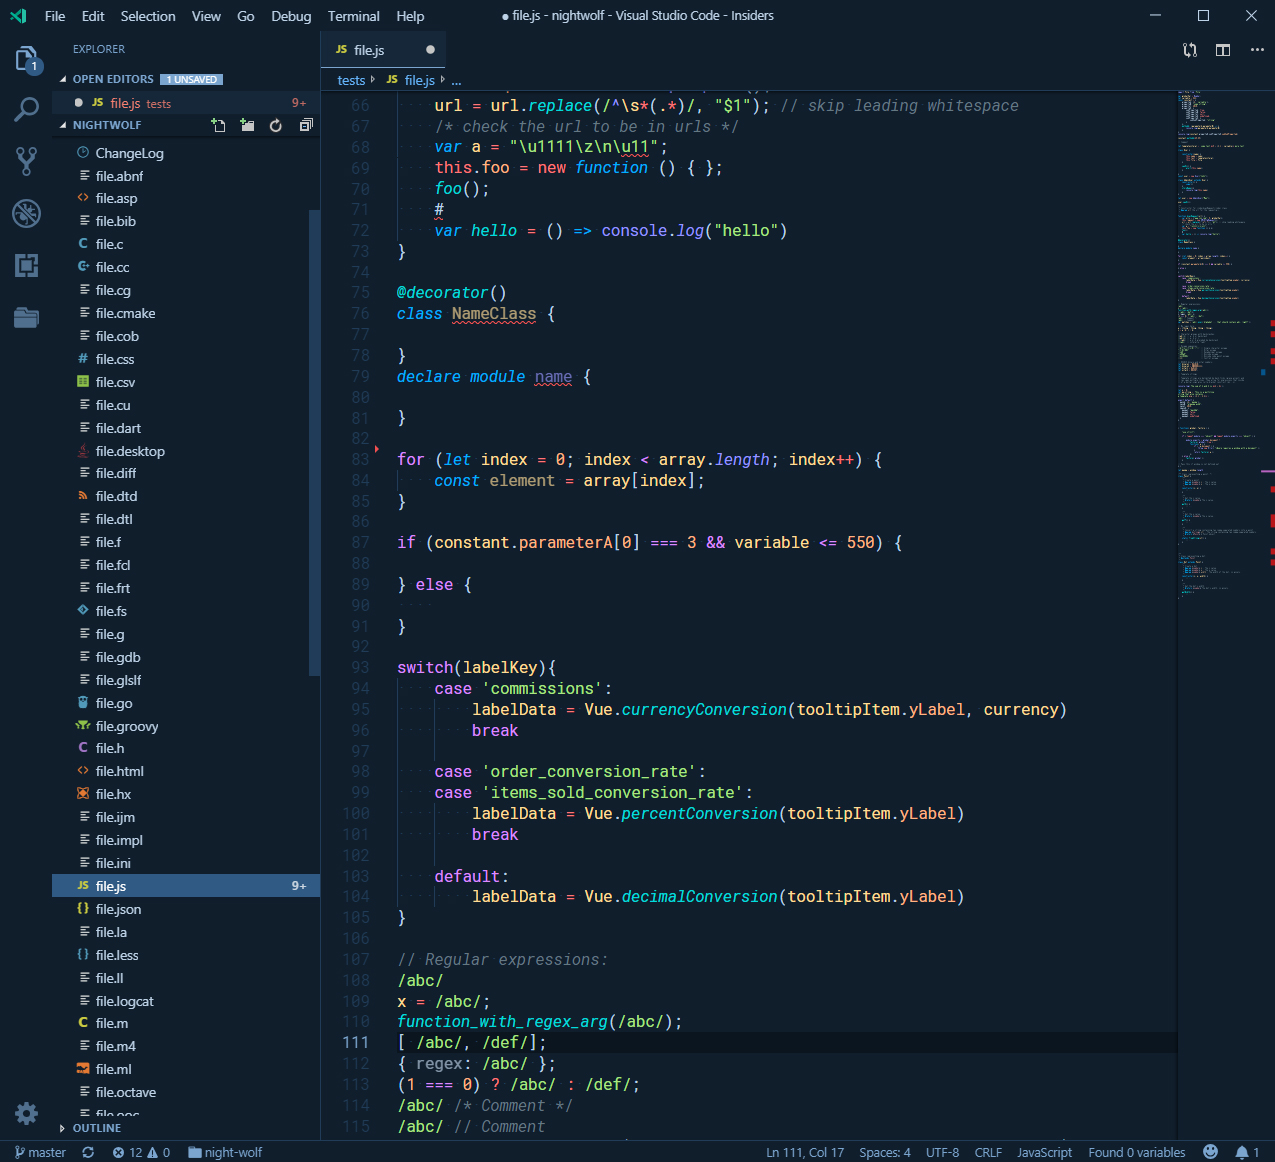 File Edit Selection View Go Debug Terminal Help ● file.js - nightwolf - Visual Studio Code - Insiders
EXPLORER
OPEN EDITORS 1 UNSAVED
JS file.js tests 9+
NIGHTWOLF
ChangeLog
file.abnf
file.asp
file.bib
file.c
file.cc
file.cg
file.cmake
file.cob
file.css
file.csv
file.cu
file.dart
file.desktop
file.diff
file.dtd
file.dtl
file.f
file.fcl
file.frt
file.fs
file.g
file.gdb
file.glslf
file.go
file.groovy
file.h
file.html
file.hx
file.ijm
file.impl
file.ini
JS file.js 9+
file.json
file.la
file.less
file.ll
file.logcat
file.m
file.m4
file.ml
file.octave
OUTLINE
1
JS file.js
tests JS file.js ...
66 url = url.replace(/^\s*(.*)/, "$1"); // skip leading whitespace
67 /* check the url to be in urls */
68 var a = "\u1111\z\n\u11";
69 this.foo = new function () { };
70 foo();
71 #
72 var hello = () => console.log("hello")
73 }
74
75 @decorator()
76 class NameClass {
77
78 }
79 declare module name {
80
81 }
82
83 for (let index = 0; index < array.length; index++) {
84 const element = array[index];
85 }
86
87 if (constant.parameterA[0] === 3 && variable <= 550) {
88
89 } else {
90
91 }
92
93 switch(labelKey){
94 case 'commissions':
95 labelData = Vue.currencyConversion(tooltipItem.yLabel, currency)
96 break
97
98 case 'order_conversion_rate':
99 case 'items_sold_conversion_rate':
100 labelData = Vue.percentConversion(tooltipItem.yLabel)
101 break
102
103 default:
104 labelData = Vue.decimalConversion(tooltipItem.yLabel)
105 }
106
107 // Regular expressions:
108 /abc/
109 x = /abc/;
110 function_with_regex_arg(/abc/);
111 [ /abc/, /def/];
112 { regex: /abc/ };
113 (1 === 0) ? /abc/ : /def/;
114 /abc/ /* Comment */
115 /abc/ // Comment
master 12 0 night-wolf Ln 111, Col 17 Spaces: 4 UTF-8 CRLF JavaScript Found 0 variables 1